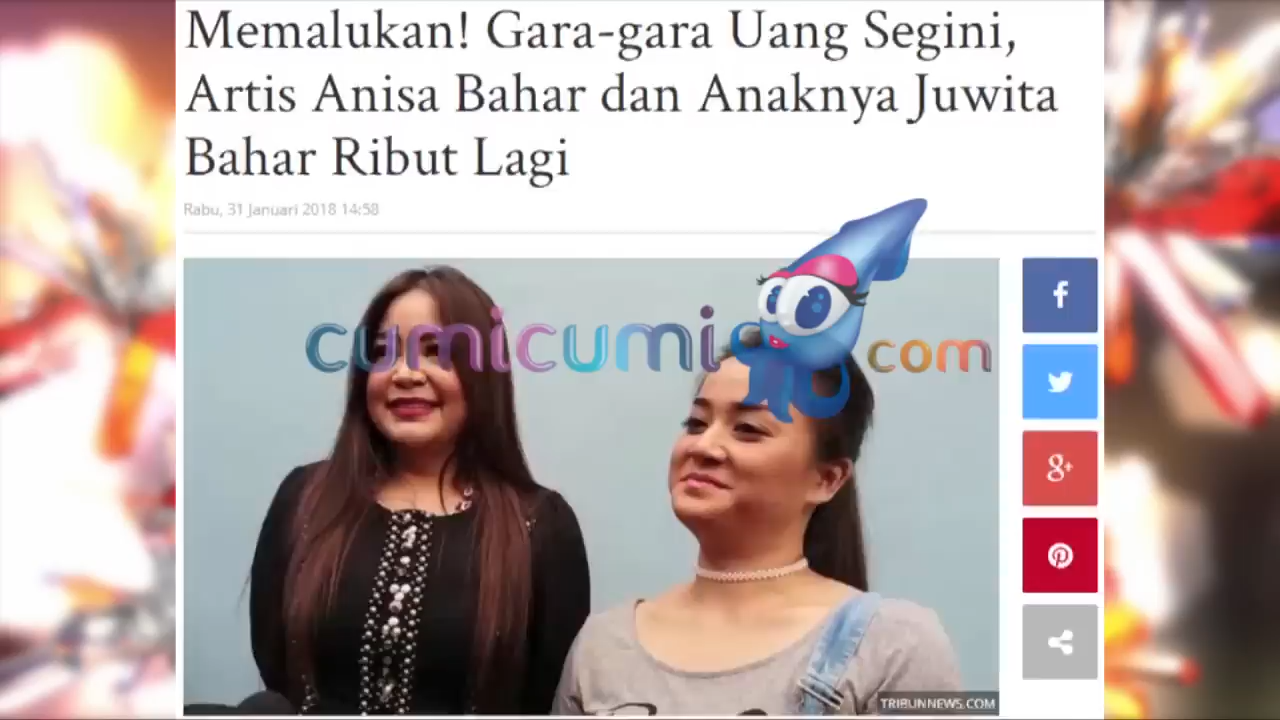 Memalukan! Gara-gara Uang Segini,
Artis Anisa Bahar dan Anaknya Juwita
Bahar Ribut Lagi
Rabu, 31 Januari 2018 14:58
cumicumi.com
f
g+
TRIBUNNEWS.COM